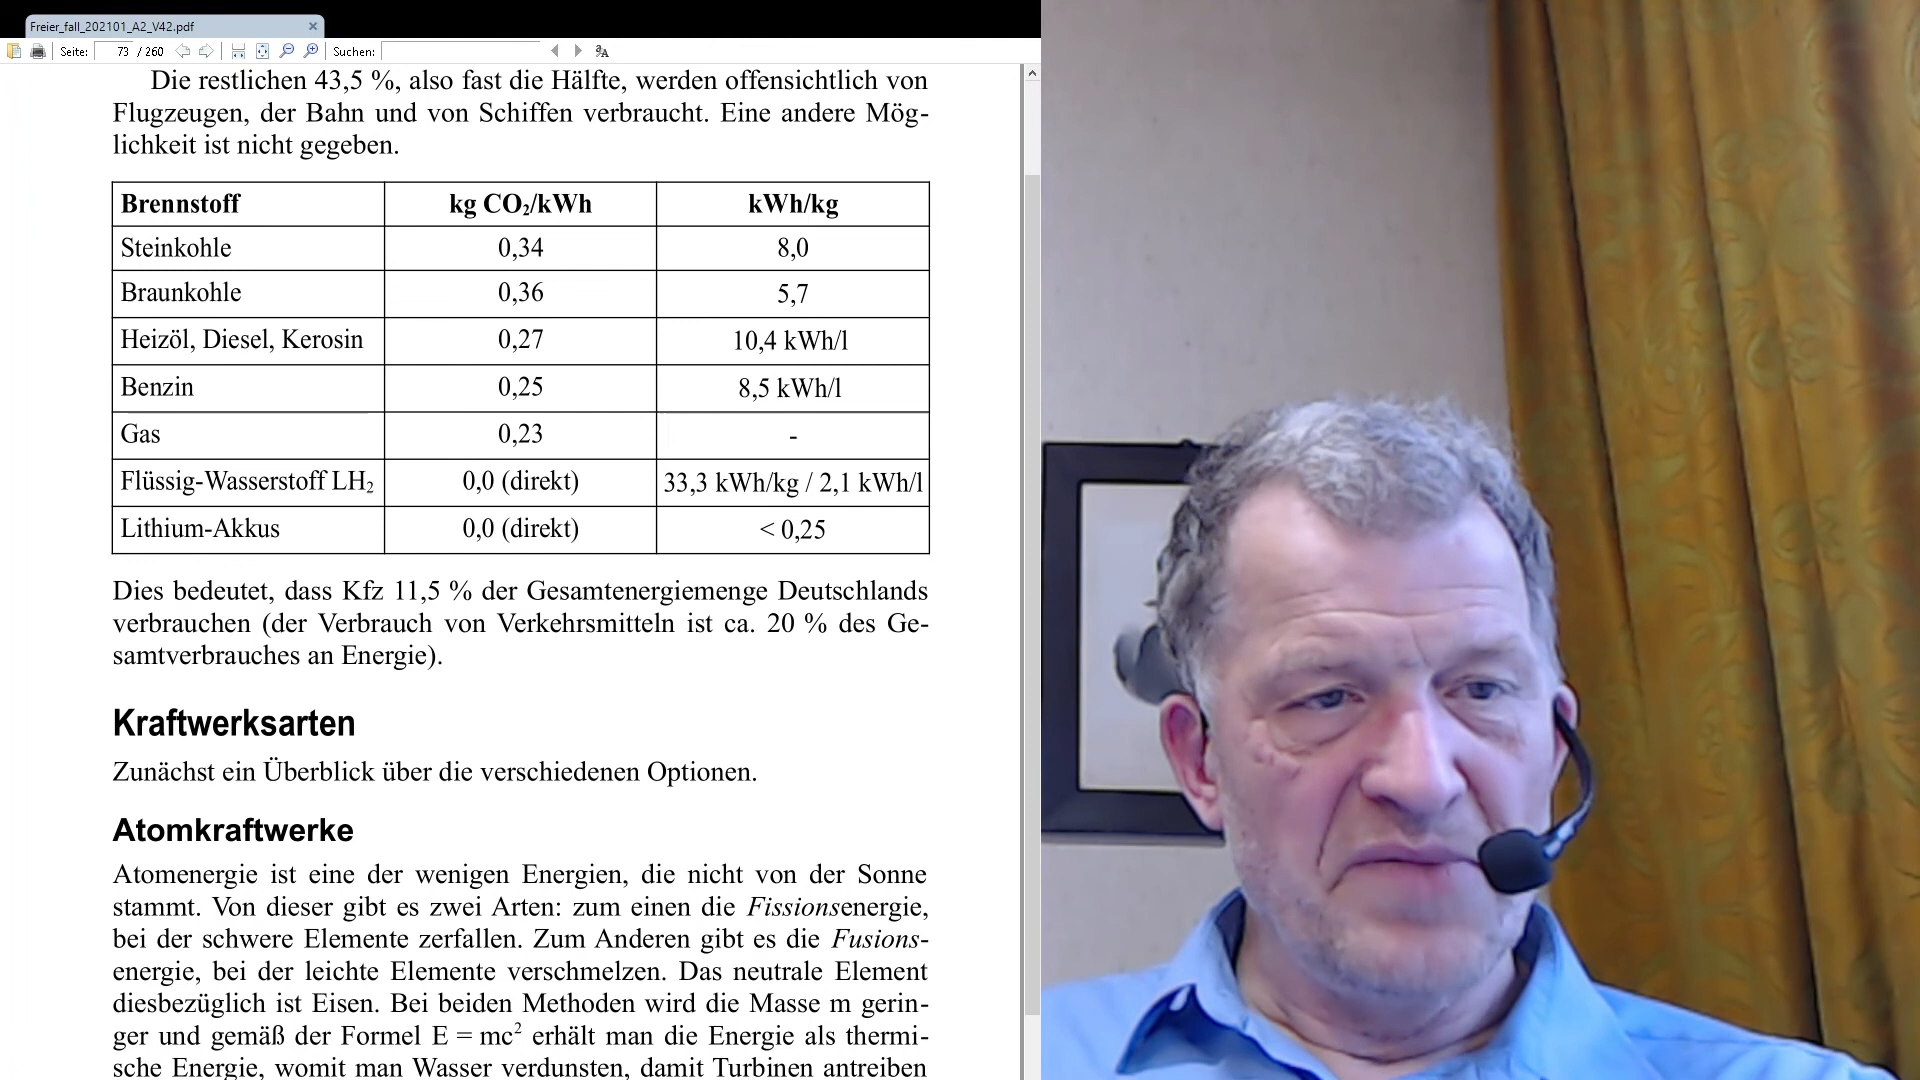 Freier_fall_202101_A2_V42.pdf
Seite: 73 / 260 Suchen:
Die restlichen 43,5 %, also fast die Hälfte, werden offensichtlich von
Flugzeugen, der Bahn und von Schiffen verbraucht. Eine andere Mög-
lichkeit ist nicht gegeben.
Brennstoff kg CO₂/kWh kWh/kg
Steinkohle 0,34 8,0
Braunkohle 0,36 5,7
Heizöl, Diesel, Kerosin 0,27 10,4 kWh/l
Benzin 0,25 8,5 kWh/l
Gas 0,23 -
Flüssig-Wasserstoff LH₂ 0,0 (direkt) 33,3 kWh/kg / 2,1 kWh/l
Lithium-Akkus 0,0 (direkt) < 0,25
Dies bedeutet, dass Kfz 11,5 % der Gesamtenergiemenge Deutschlands
verbrauchen (der Verbrauch von Verkehrsmitteln ist ca. 20 % des Ge-
samtverbrauches an Energie).
Kraftwerksarten
Zunächst ein Überblick über die verschiedenen Optionen.
Atomkraftwerke
Atomenergie ist eine der wenigen Energien, die nicht von der Sonne
stammt. Von dieser gibt es zwei Arten: zum einen die Fissionsenergie,
bei der schwere Elemente zerfallen. Zum Anderen gibt es die Fusions-
energie, bei der leichte Elemente verschmelzen. Das neutrale Element
diesbezüglich ist Eisen. Bei beiden Methoden wird die Masse m gerin-
ger und gemäß der Formel E = mc² erhält man die Energie als thermi-
sche Energie, womit man Wasser verdunsten, damit Turbinen antreiben